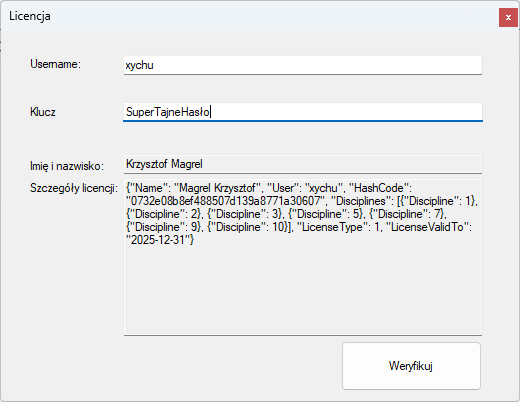 Licencja
x
Username:
xychu
Klucz
SuperTajneHasło
Imię i nazwisko:
Krzysztof Magrel
Szczegóły licencji:
{"Name": "Magrel Krzysztof", "User": "xychu", "HashCode":
"0732e08b8ef488507d139a8771a30607", "Disciplines": [{"Discipline": 1},
{"Discipline": 2}, {"Discipline": 3}, {"Discipline": 5}, {"Discipline": 7},
{"Discipline": 9}, {"Discipline": 10}], "LicenseType": 1, "LicenseValidTo":
"2025-12-31"}
Weryfikuj